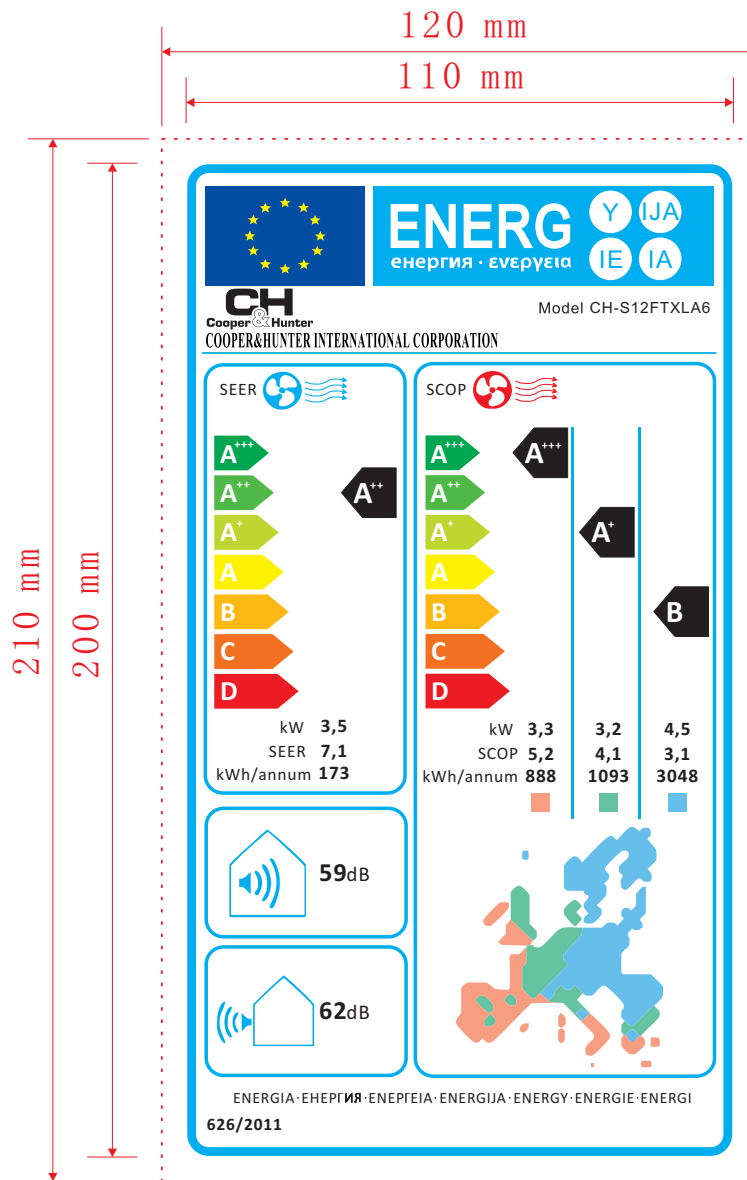 120 mm
110 mm
210 mm
200 mm
ENERG
енергия · ενεργεια
Y IJA
IE IA
CH
Cooper&Hunter
Model CH-S12FTXLA6
COOPER&HUNTER INTERNATIONAL CORPORATION
SEER
A+++
A++
A+
A
B
C
D
A++
kW 3,5
SEER 7,1
kWh/annum 173
SCOP
A+++
A++
A+
A
B
C
D
A+++
A+
B
kW 3,3 3,2 4,5
SCOP 5,2 4,1 3,1
kWh/annum 888 1093 3048
59dB
62dB
ENERGIA·ЕНЕРГИЯ·ΕΝΕΡΓΕΙΑ·ENERGIJA·ENERGY·ENERGIE·ENERGI
626/2011